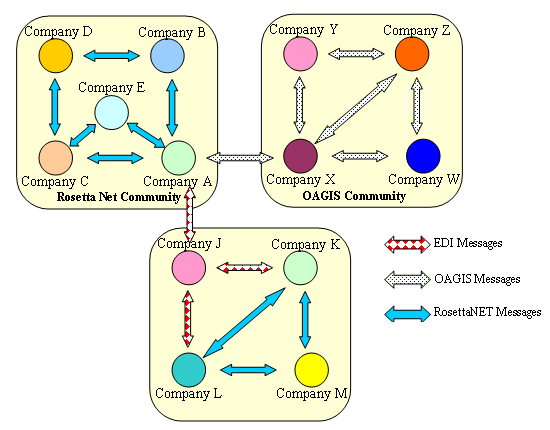 Company D
Company B
Company E
Company C
Company A
Rosetta Net Community
Company Y
Company Z
Company X
Company W
OAGIS Community
Company J
Company K
Company L
Company M
EDI Messages
OAGIS Messages
RosettaNET Messages